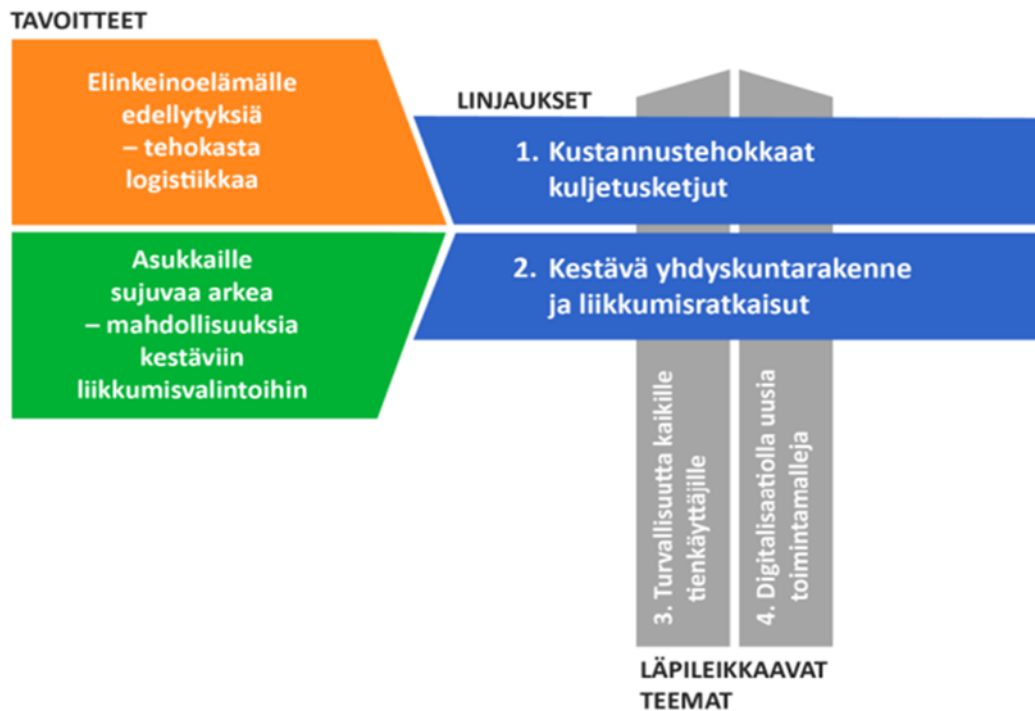 TAVOITTEET
Elinkeinoelämälle
edellytyksiä
– tehokasta
logistiikkaa
Asukkaille
sujuvaa arkea
– mahdollisuuksia
kestäviin
liikkumisvalintoihin
LINJAUKSET
1. Kustannustehokkaat
kuljetusketjut
2. Kestävä yhdyskuntarakenne
ja liikkumisratkaisut
3. Turvallisuutta kaikille
tienkäyttäjille
4. Digitalisaatiolla uusia
toimintamalleja
LÄPILEIKKAAVAT
TEEMAT